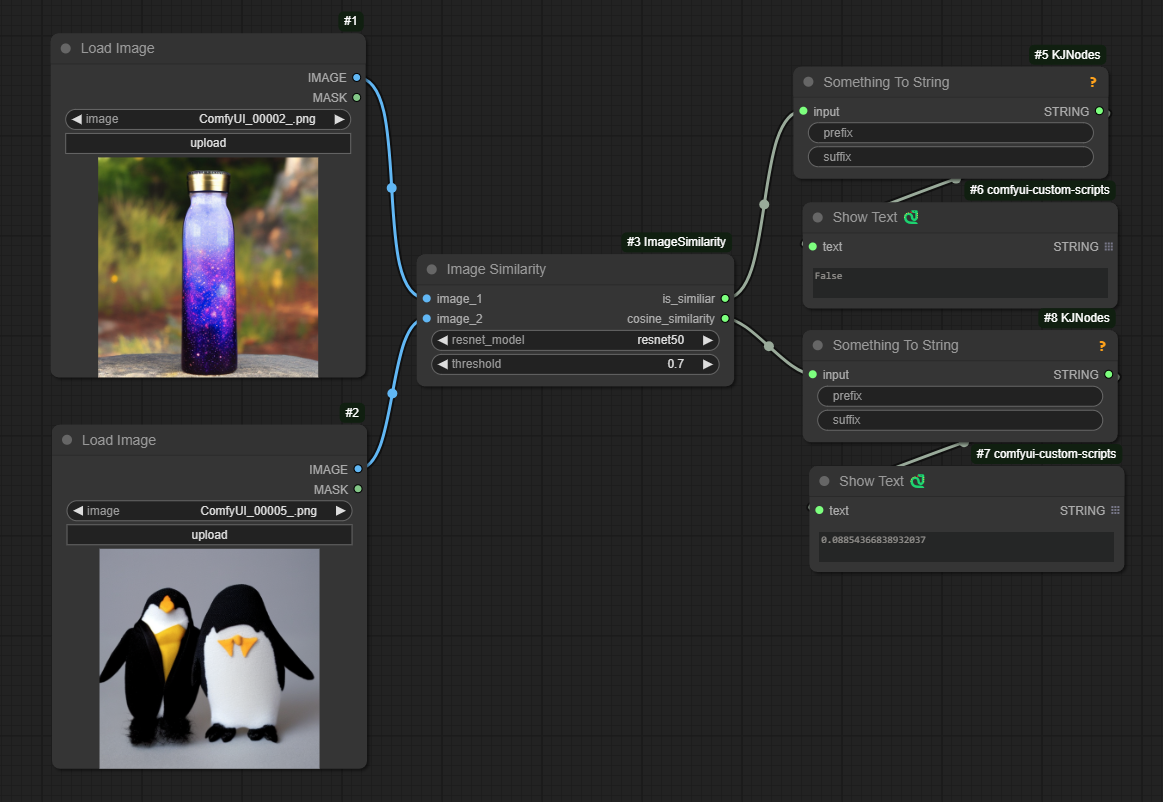 #1
Load Image
IMAGE
MASK
image ComfyUI_00002_.png
upload
#2
Load Image
IMAGE
MASK
image ComfyUI_00005_.png
upload
#3 ImageSimilarity
Image Similarity
image_1 is_similiar
image_2 cosine_similarity
resnet_model resnet50
threshold 0.7
#5 KJNodes
Something To String ?
input STRING
prefix
suffix
#6 comfyui-custom-scripts
Show Text
text STRING
False
#8 KJNodes
Something To String ?
input STRING
prefix
suffix
#7 comfyui-custom-scripts
Show Text
text STRING
0.08854366838932037